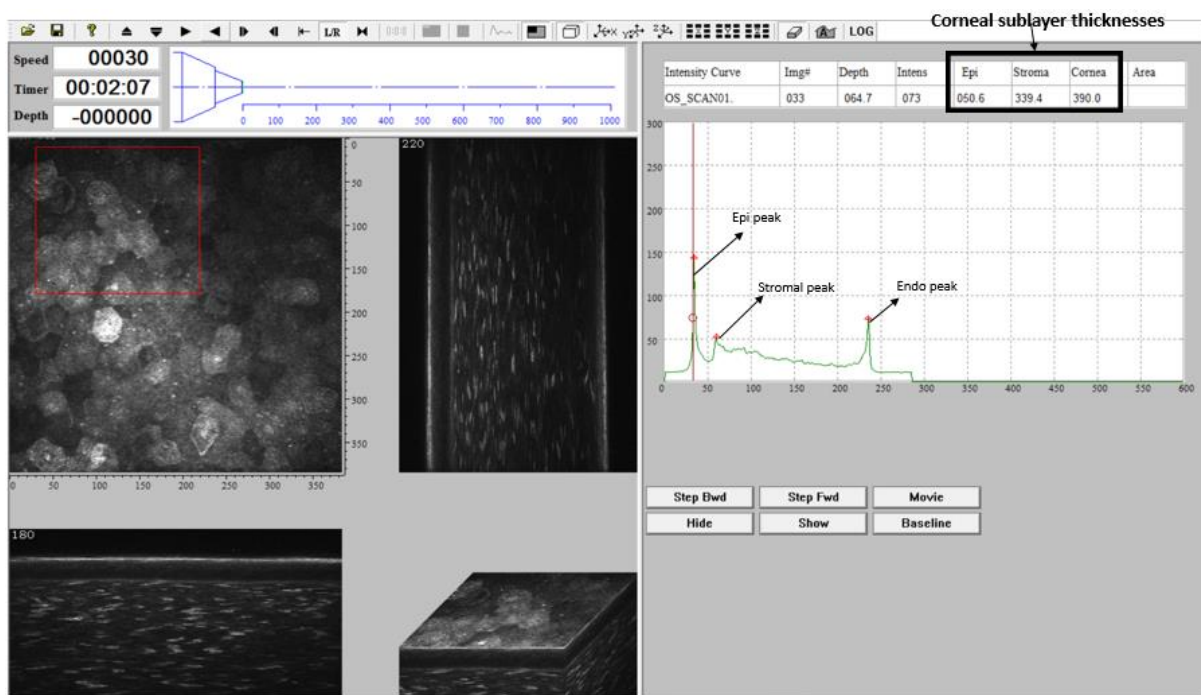 Corneal sublayer thicknesses
L/R
LOG
Speed 00030
Timer 00:02:07
Depth -000000
0 100 200 300 400 500 600 700 800 900 1000
Intensity Curve Img# Depth Intens Epi Stroma Cornea Area
OS_SCAN01. 033 064.7 073 050.6 339.4 390.0
0
50
100
150
200
250
300
350
0 50 100 150 200 250 300 350
220
180
300
250
200
150
100
50
0 50 100 150 200 250 300 350 400 450 500 550 600
Epi peak
Stromal peak
Endo peak
Step Bwd Step Fwd Movie
Hide Show Baseline